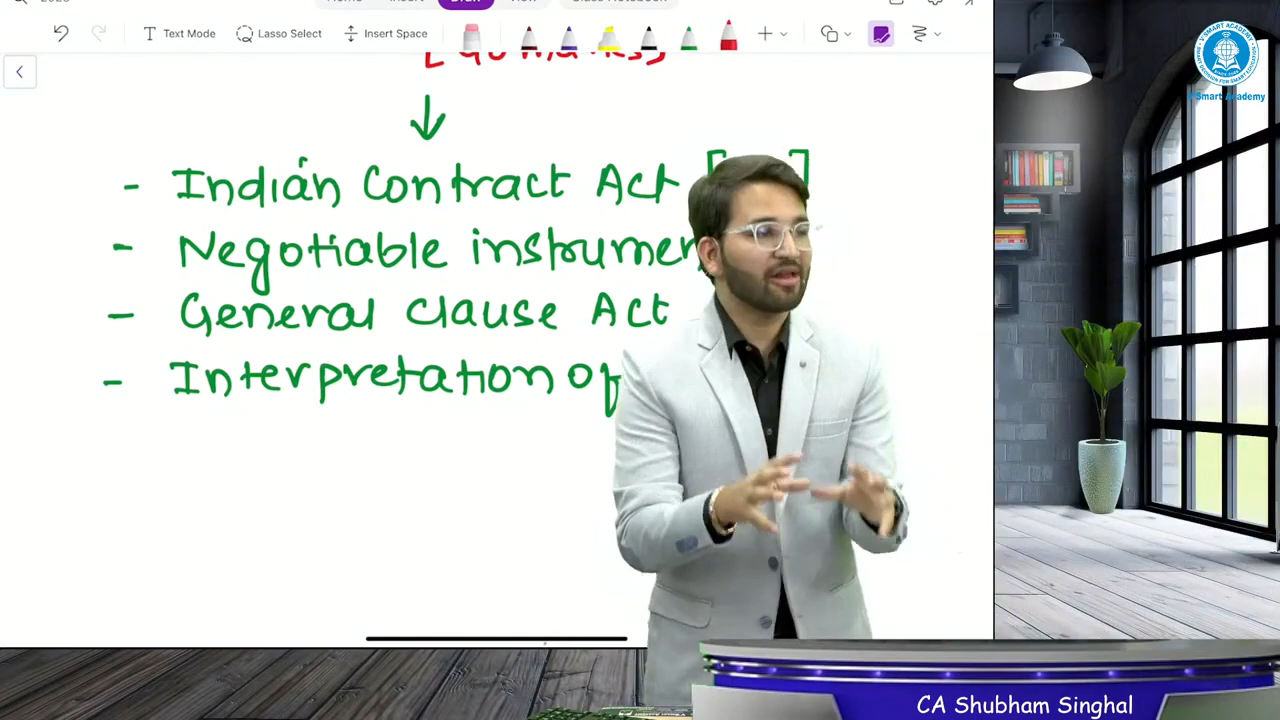 Text Mode Lasso Select Insert Space
- Indian Contract Act [ ]
- Negotiable instrumen
- General Clause Act
- Interpretation of
V'Smart Academy
CA Shubham Singhal